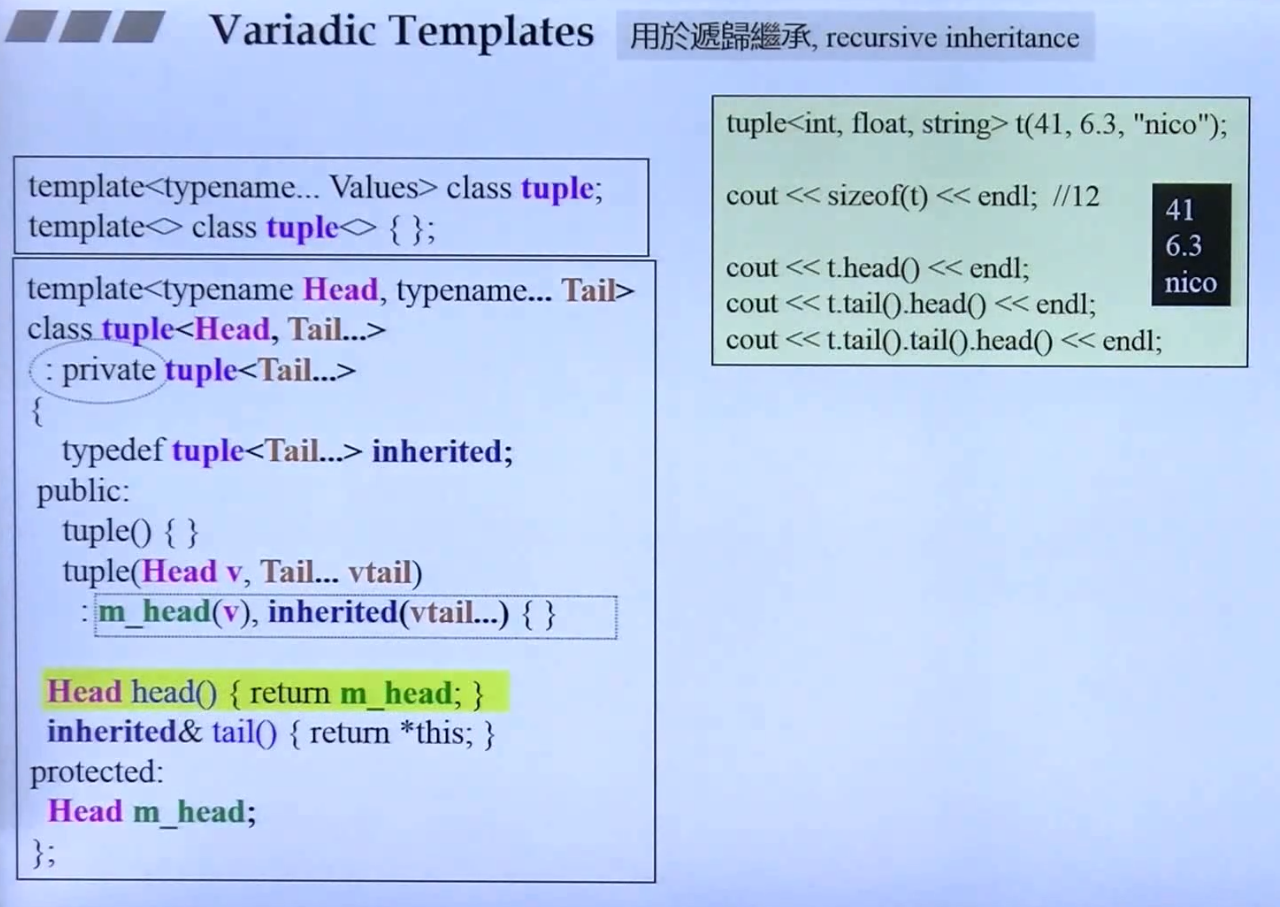 Variadic Templates
用於遞歸繼承, recursive inheritance
template<typename... Values> class tuple;
template<> class tuple<> { };
template<typename Head, typename... Tail>
class tuple<Head, Tail...>
: private tuple<Tail...>
{
typedef tuple<Tail...> inherited;
public:
tuple() { }
tuple(Head v, Tail... vtail)
: m_head(v), inherited(vtail...) { }
Head head() { return m_head; }
inherited& tail() { return *this; }
protected:
Head m_head;
};
tuple<int, float, string> t(41, 6.3, "nico");
cout << sizeof(t) << endl; //12
cout << t.head() << endl;
cout << t.tail().head() << endl;
cout << t.tail().tail().head() << endl;
41
6.3
nico